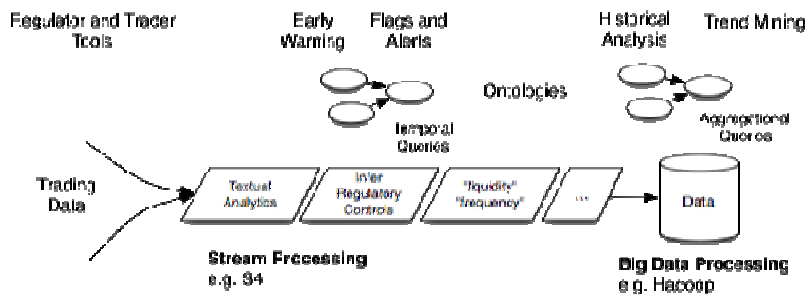 Regulator and Trader
Tools
Early
Warning
Flags and
Alerts
Historical
Analysis
Trend Mining
Ontologies
Temporal
Queries
Aggregational
Queries
Trading
Data
Textual
Analytics
Infer
Regulatory
Controls
"liquidity"
"frequency"
...
Data
Stream Processing
e.g. S4
Big Data Processing
e.g. Hadoop